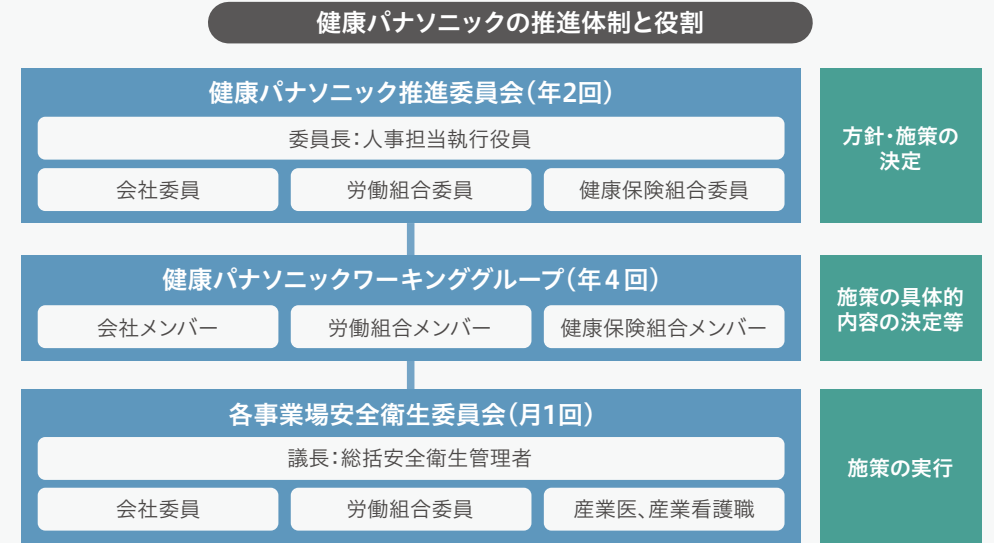 健康パナソニックの推進体制と役割
健康パナソニック推進委員会（年2回）
委員長：人事担当執行役員
会社委員
労働組合委員
健康保険組合委員
方針・施策の
決定
健康パナソニックワーキンググループ（年４回）
会社メンバー
労働組合メンバー
健康保険組合メンバー
施策の具体的
内容の決定等
各事業場安全衛生委員会（月1回）
議長：総括安全衛生管理者
会社委員
労働組合委員
産業医、産業看護職
施策の実行